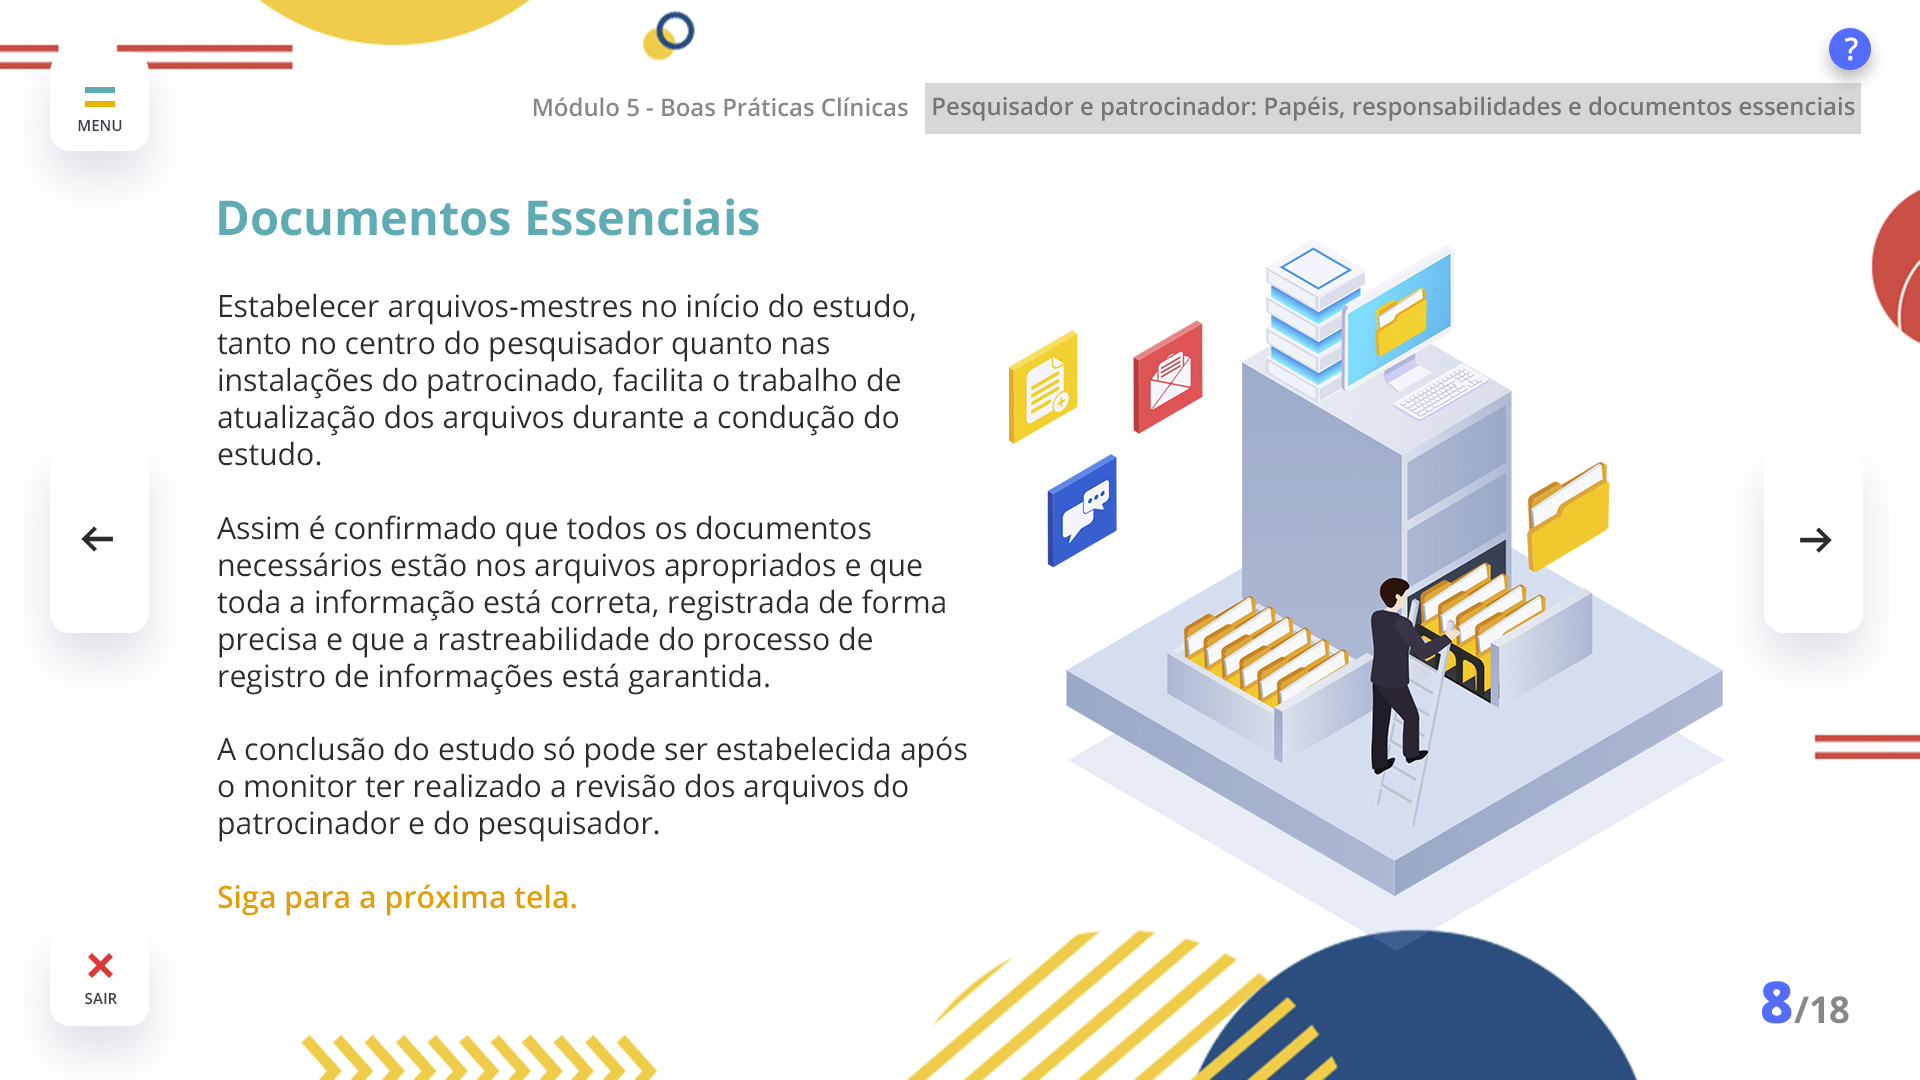 ?
MENU
Módulo 5 - Boas Práticas Clínicas
Pesquisador e patrocinador: Papéis, responsabilidades e documentos essenciais
Documentos Essenciais
Estabelecer arquivos-mestres no início do estudo,
tanto no centro do pesquisador quanto nas
instalações do patrocinado, facilita o trabalho de
atualização dos arquivos durante a condução do
estudo.
Assim é confirmado que todos os documentos
necessários estão nos arquivos apropriados e que
toda a informação está correta, registrada de forma
precisa e que a rastreabilidade do processo de
registro de informações está garantida.
A conclusão do estudo só pode ser estabelecida após
o monitor ter realizado a revisão dos arquivos do
patrocinador e do pesquisador.
Siga para a próxima tela.
SAIR
8/18